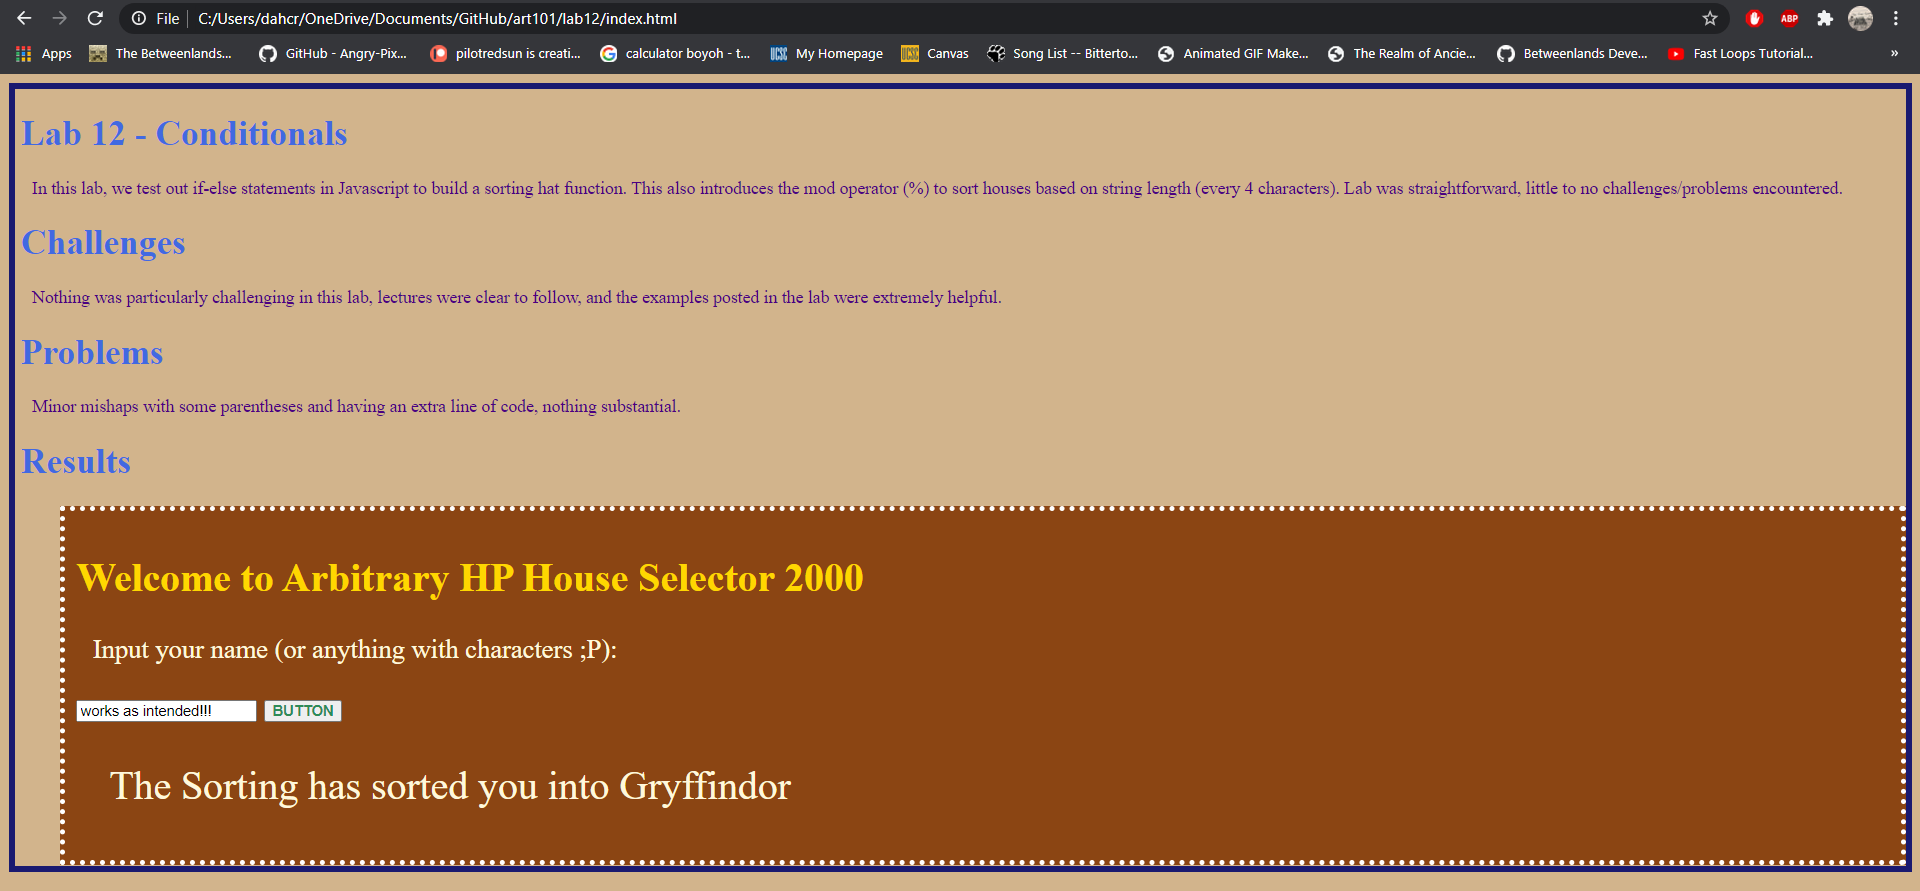 File C:/Users/dahcr/OneDrive/Documents/GitHub/art101/lab12/index.html
ABP
Apps The Betweenlands... GitHub - Angry-Pix... pilotredsun is creati... calculator boyoh - t... UCSC My Homepage UCSC Canvas Song List -- Bitterto... Animated GIF Make... The Realm of Ancie... Betweenlands Deve... Fast Loops Tutorial... »
Lab 12 - Conditionals
In this lab, we test out if-else statements in Javascript to build a sorting hat function. This also introduces the mod operator (%) to sort houses based on string length (every 4 characters). Lab was straightforward, little to no challenges/problems encountered.
Challenges
Nothing was particularly challenging in this lab, lectures were clear to follow, and the examples posted in the lab were extremely helpful.
Problems
Minor mishaps with some parentheses and having an extra line of code, nothing substantial.
Results
Welcome to Arbitrary HP House Selector 2000
Input your name (or anything with characters ;P):
works as intended!!! BUTTON
The Sorting has sorted you into Gryffindor